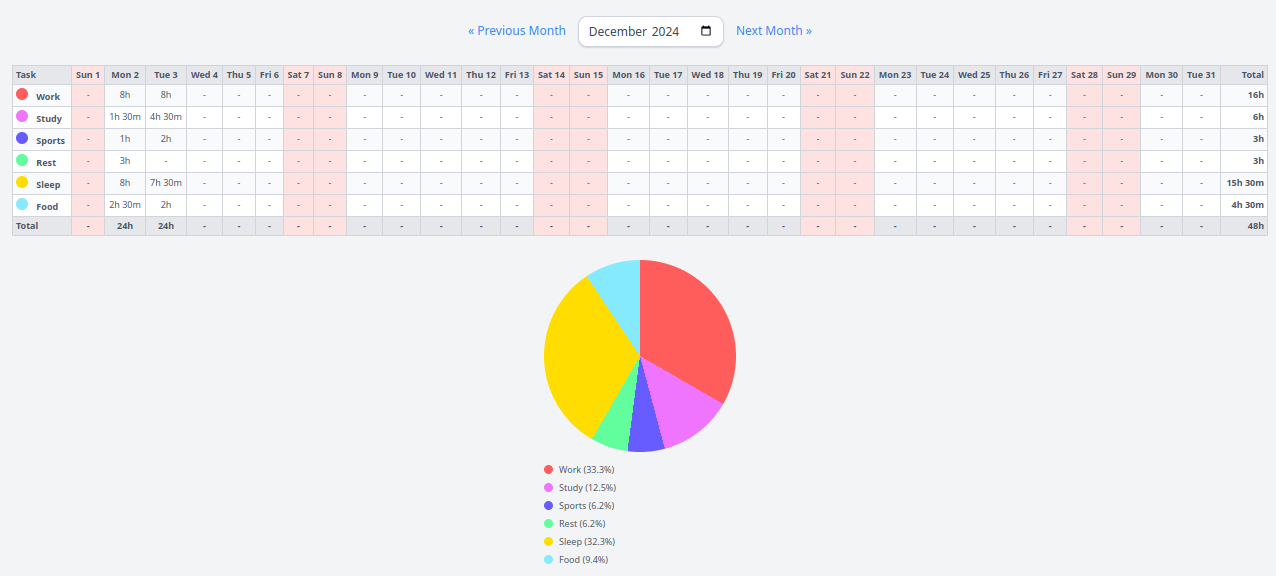 « Previous Month December 2024 Next Month »
Task Sun 1 Mon 2 Tue 3 Wed 4 Thu 5 Fri 6 Sat 7 Sun 8 Mon 9 Tue 10 Wed 11 Thu 12 Fri 13 Sat 14 Sun 15 Mon 16 Tue 17 Wed 18 Thu 19 Fri 20 Sat 21 Sun 22 Mon 23 Tue 24 Wed 25 Thu 26 Fri 27 Sat 28 Sun 29 Mon 30 Tue 31 Total
Work - 8h 8h - - - - - - - - - - - - - - - - - - - - - - - - - - - - 16h
Study - 1h 30m 4h 30m - - - - - - - - - - - - - - - - - - - - - - - - - - - - 6h
Sports - 1h 2h - - - - - - - - - - - - - - - - - - - - - - - - - - - - 3h
Rest - 3h - - - - - - - - - - - - - - - - - - - - - - - - - - - - - 3h
Sleep - 8h 7h 30m - - - - - - - - - - - - - - - - - - - - - - - - - - - - 15h 30m
Food - 2h 30m 2h - - - - - - - - - - - - - - - - - - - - - - - - - - - - 4h 30m
Total - 24h 24h - - - - - - - - - - - - - - - - - - - - - - - - - - - - 48h
Work (33.3%)
Study (12.5%)
Sports (6.2%)
Rest (6.2%)
Sleep (32.3%)
Food (9.4%)